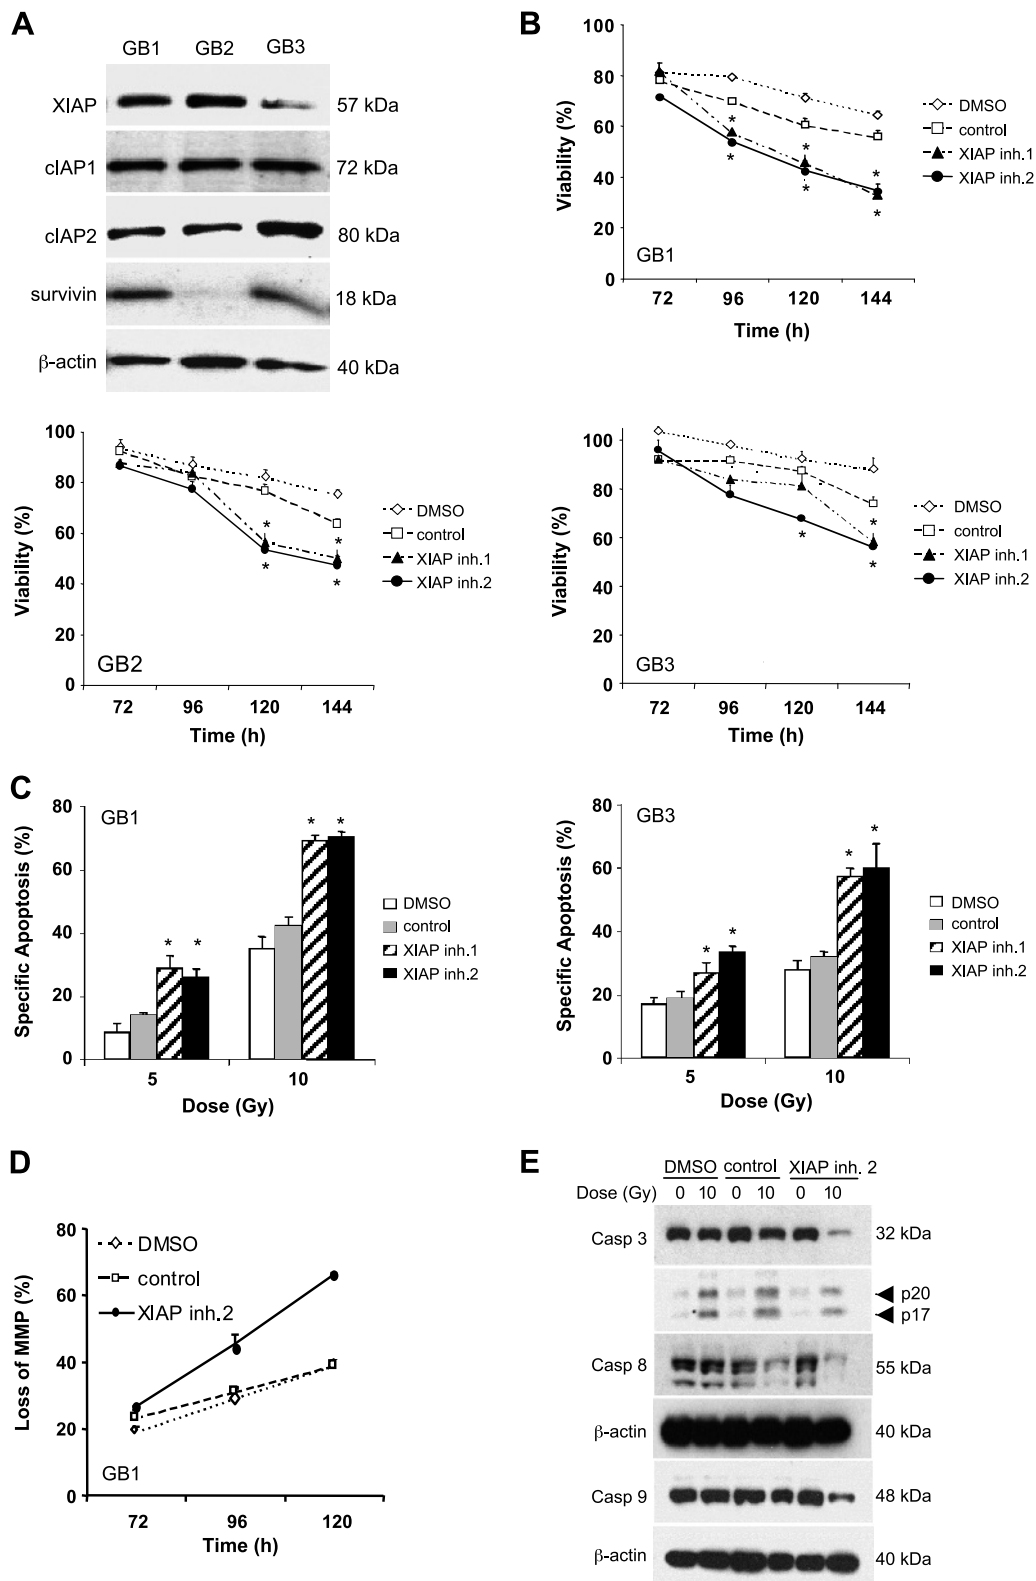 A
GB1 GB2 GB3
XIAP 57 kDa
cIAP1 72 kDa
cIAP2 80 kDa
survivin 18 kDa
β-actin 40 kDa
B
100
80
60
40
20
0
Viability (%)
GB1
72 96 120 144
Time (h)
DMSO
control
XIAP inh.1
XIAP inh.2
* * *
* * *
100
80
60
40
20
0
Viability (%)
GB2
72 96 120 144
Time (h)
DMSO
control
XIAP inh.1
XIAP inh.2
* *
* *
100
80
60
40
20
0
Viability (%)
GB3
72 96 120 144
Time (h)
DMSO
control
XIAP inh.1
XIAP inh.2
*
* *
C
80
60
40
20
0
Specific Apoptosis (%)
GB1
* * * *
5 10
Dose (Gy)
DMSO
control
XIAP inh.1
XIAP inh.2
80
60
40
20
0
Specific Apoptosis (%)
GB3
* * * *
5 10
Dose (Gy)
DMSO
control
XIAP inh.1
XIAP inh.2
D
80
60
40
20
0
Loss of MMP (%)
DMSO
control
XIAP inh.2
GB1
72 96 120
Time (h)
E
DMSO control XIAP inh. 2
Dose (Gy) 0 10 0 10 0 10
Casp 3 32 kDa
p20
p17
Casp 8 55 kDa
β-actin 40 kDa
Casp 9 48 kDa
β-actin 40 kDa